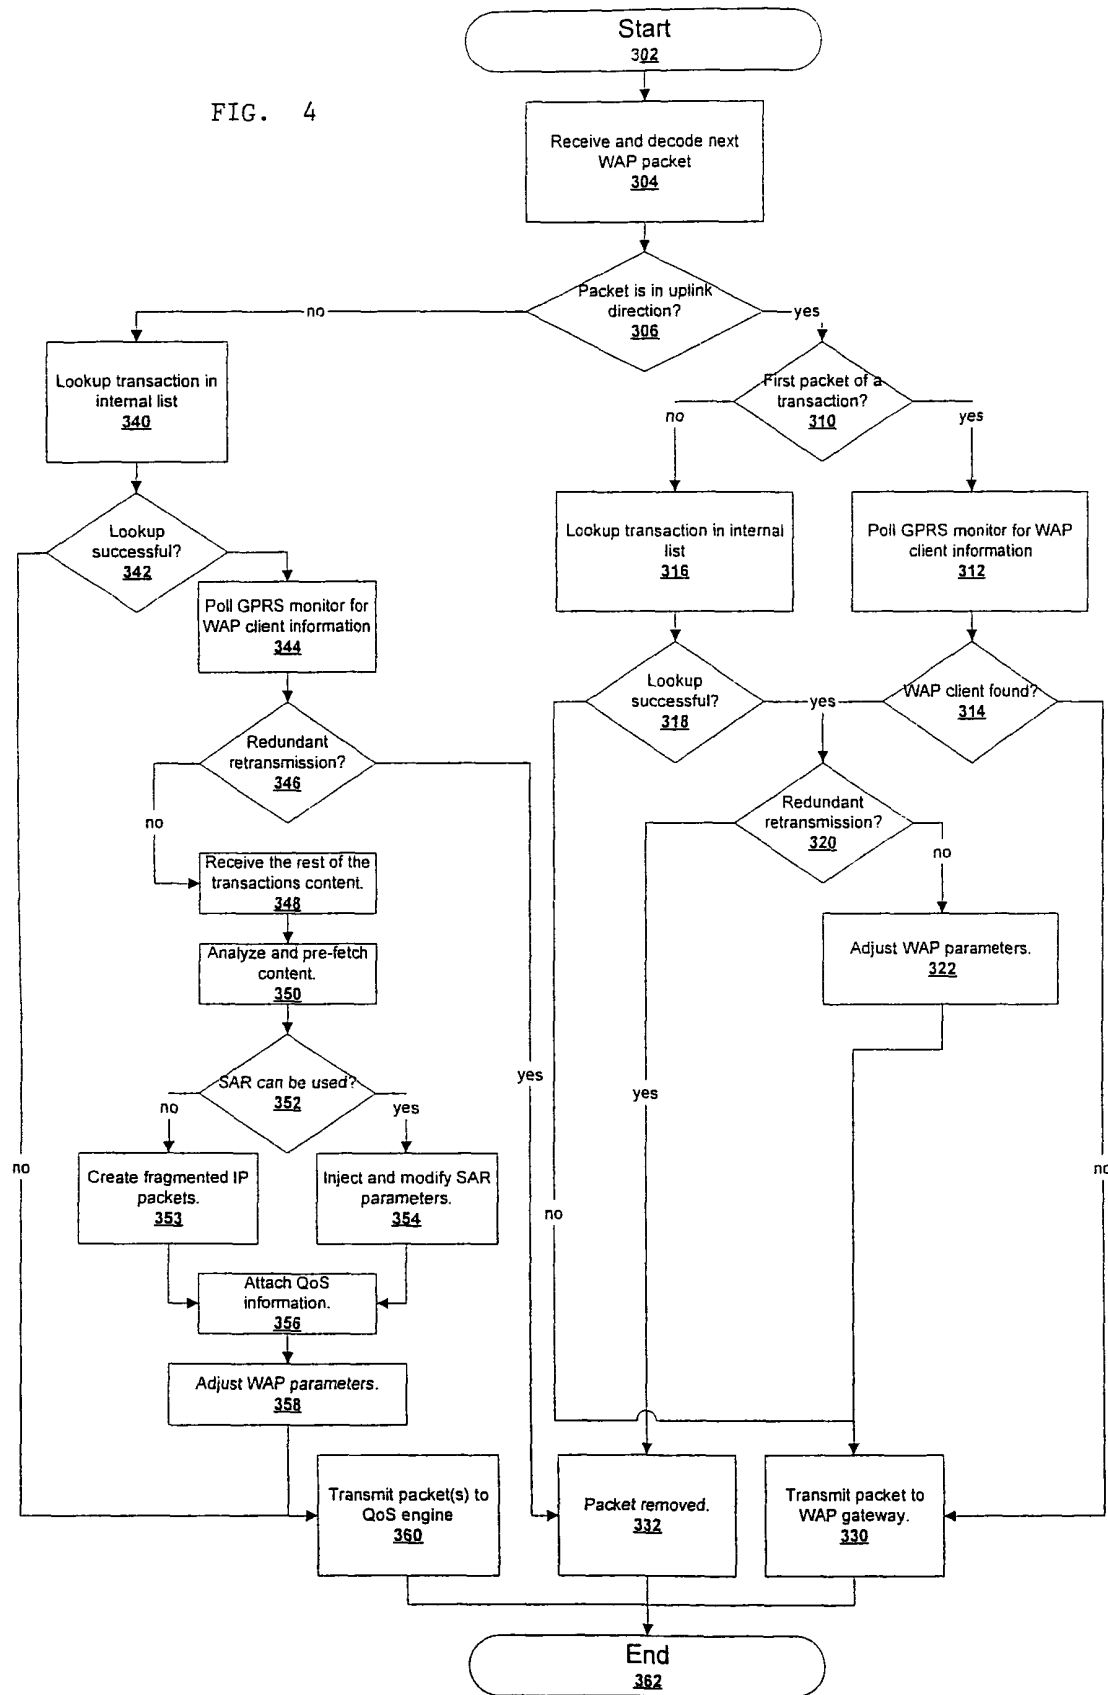 Start
302
FIG. 4
Receive and decode next
WAP packet
304
Packet is in uplink
direction?
306
no
yes
Lookup transaction in
internal list
340
First packet of a
transaction?
310
no
yes
Lookup
successful?
342
Lookup transaction in internal
list
316
Poll GPRS monitor for WAP
client information
312
Poll GPRS monitor for
WAP client information
344
Lookup
successful?
318
yes
WAP client found?
314
Redundant
retransmission?
346
no
Redundant
retransmission?
320
no
Receive the rest of the
transactions content.
348
Adjust WAP parameters.
322
Analyze and pre-fetch
content.
350
SAR can be used?
352
no
yes
yes
yes
no
no
no
Create fragmented IP
packets.
353
Inject and modify SAR
parameters.
354
Attach QoS
information.
356
Adjust WAP parameters.
358
Transmit packet(s) to
QoS engine
360
Packet removed.
332
Transmit packet to
WAP gateway.
330
End
362